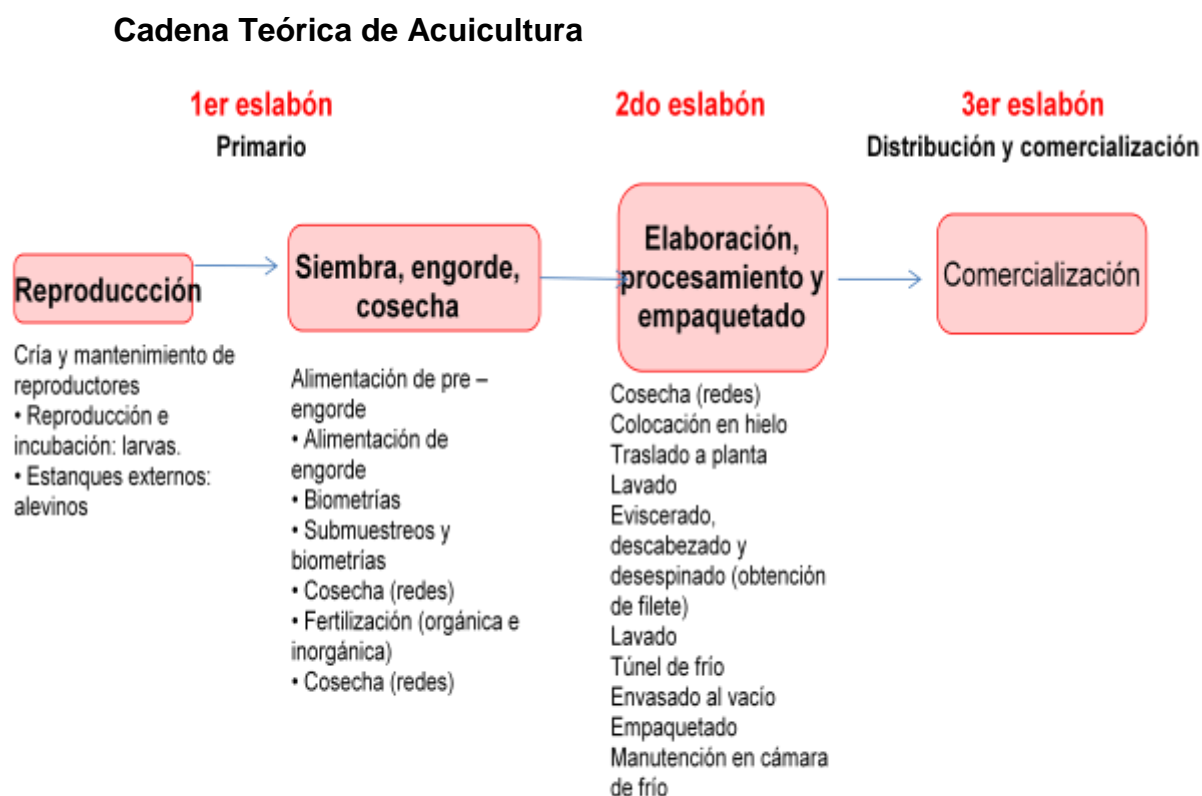 Cadena Teórica de Acuicultura
1er eslabón
Primario
2do eslabón
3er eslabón
Distribución y comercialización
Reproduccción
Cría y mantenimiento de
reproductores
• Reproducción e
incubación: larvas.
• Estanques externos:
alevinos
Siembra, engorde,
cosecha
Alimentación de pre –
engorde
• Alimentación de
engorde
• Biometrías
• Submuestreos y
biometrías
• Cosecha (redes)
• Fertilización (orgánica e
inorgánica)
• Cosecha (redes)
Elaboración,
procesamiento y
empaquetado
Cosecha (redes)
Colocación en hielo
Traslado a planta
Lavado
Eviscerado,
descabezado y
desespinado (obtención
de filete)
Lavado
Túnel de frío
Envasado al vacío
Empaquetado
Manutención en cámara
de frío
Comercialización